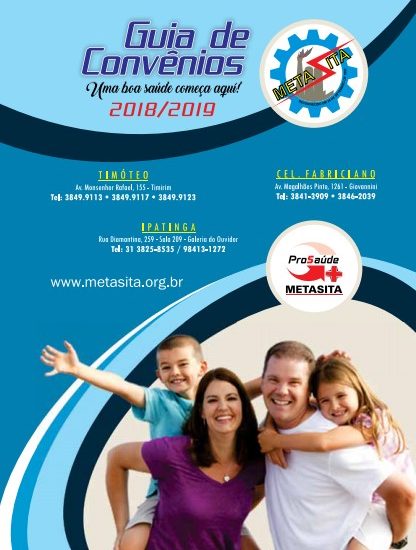 Guia de
Convênios
Uma boa saúde começa aqui!
2018/2019
METASITA
TIMÓTEO
Av. Monsenhor Rafael, 155 - Timirim
Tel: 3849.9113 • 3849.9117 • 3849.9123
CEL. FABRICIANO
Av. Magalhães Pinto, 1261 - Giovannini
Tel: 3841-3909 • 3846-2039
IPATINGA
Rua Diamantina, 259 - Sala 209 - Galeria do Ouvidor
Tel: 31 3825-8535 / 98413-1272
www.metasita.org.br
ProSaúde
METASITA